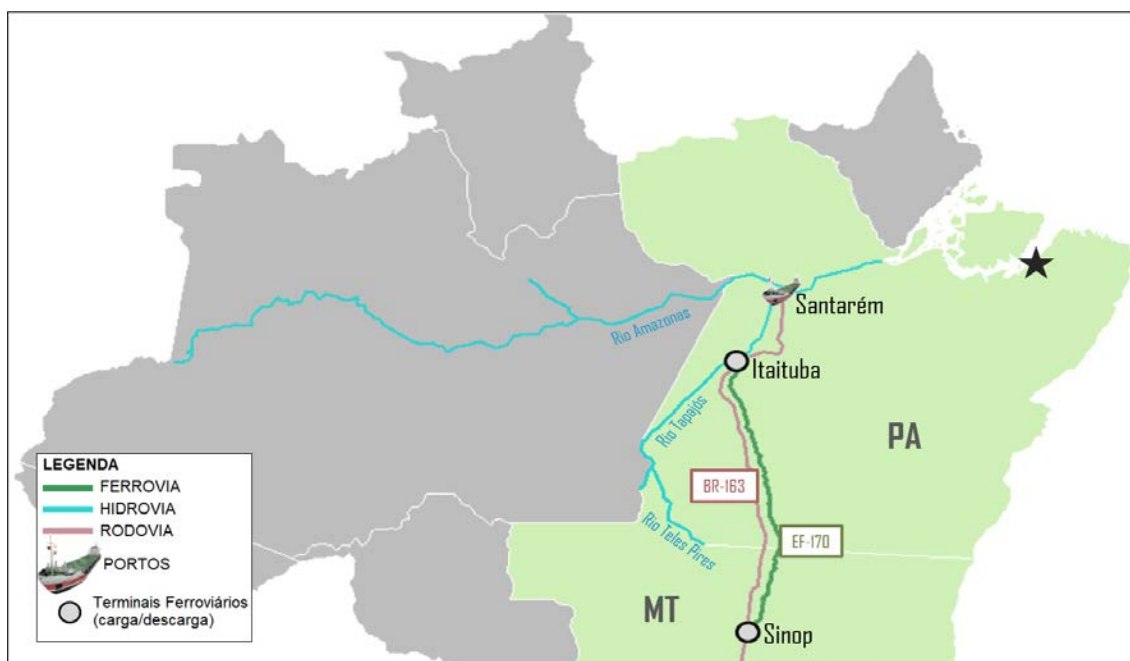 Santarém
Rio Amazonas
Itaituba
Rio Tapajós
PA
LEGENDA
FERROVIA
HIDROVIA
RODOVIA
PORTOS
Terminais Ferroviários
(carga/descarga)
BR-163
Rio Teles Pires
EF-170
MT
Sinop